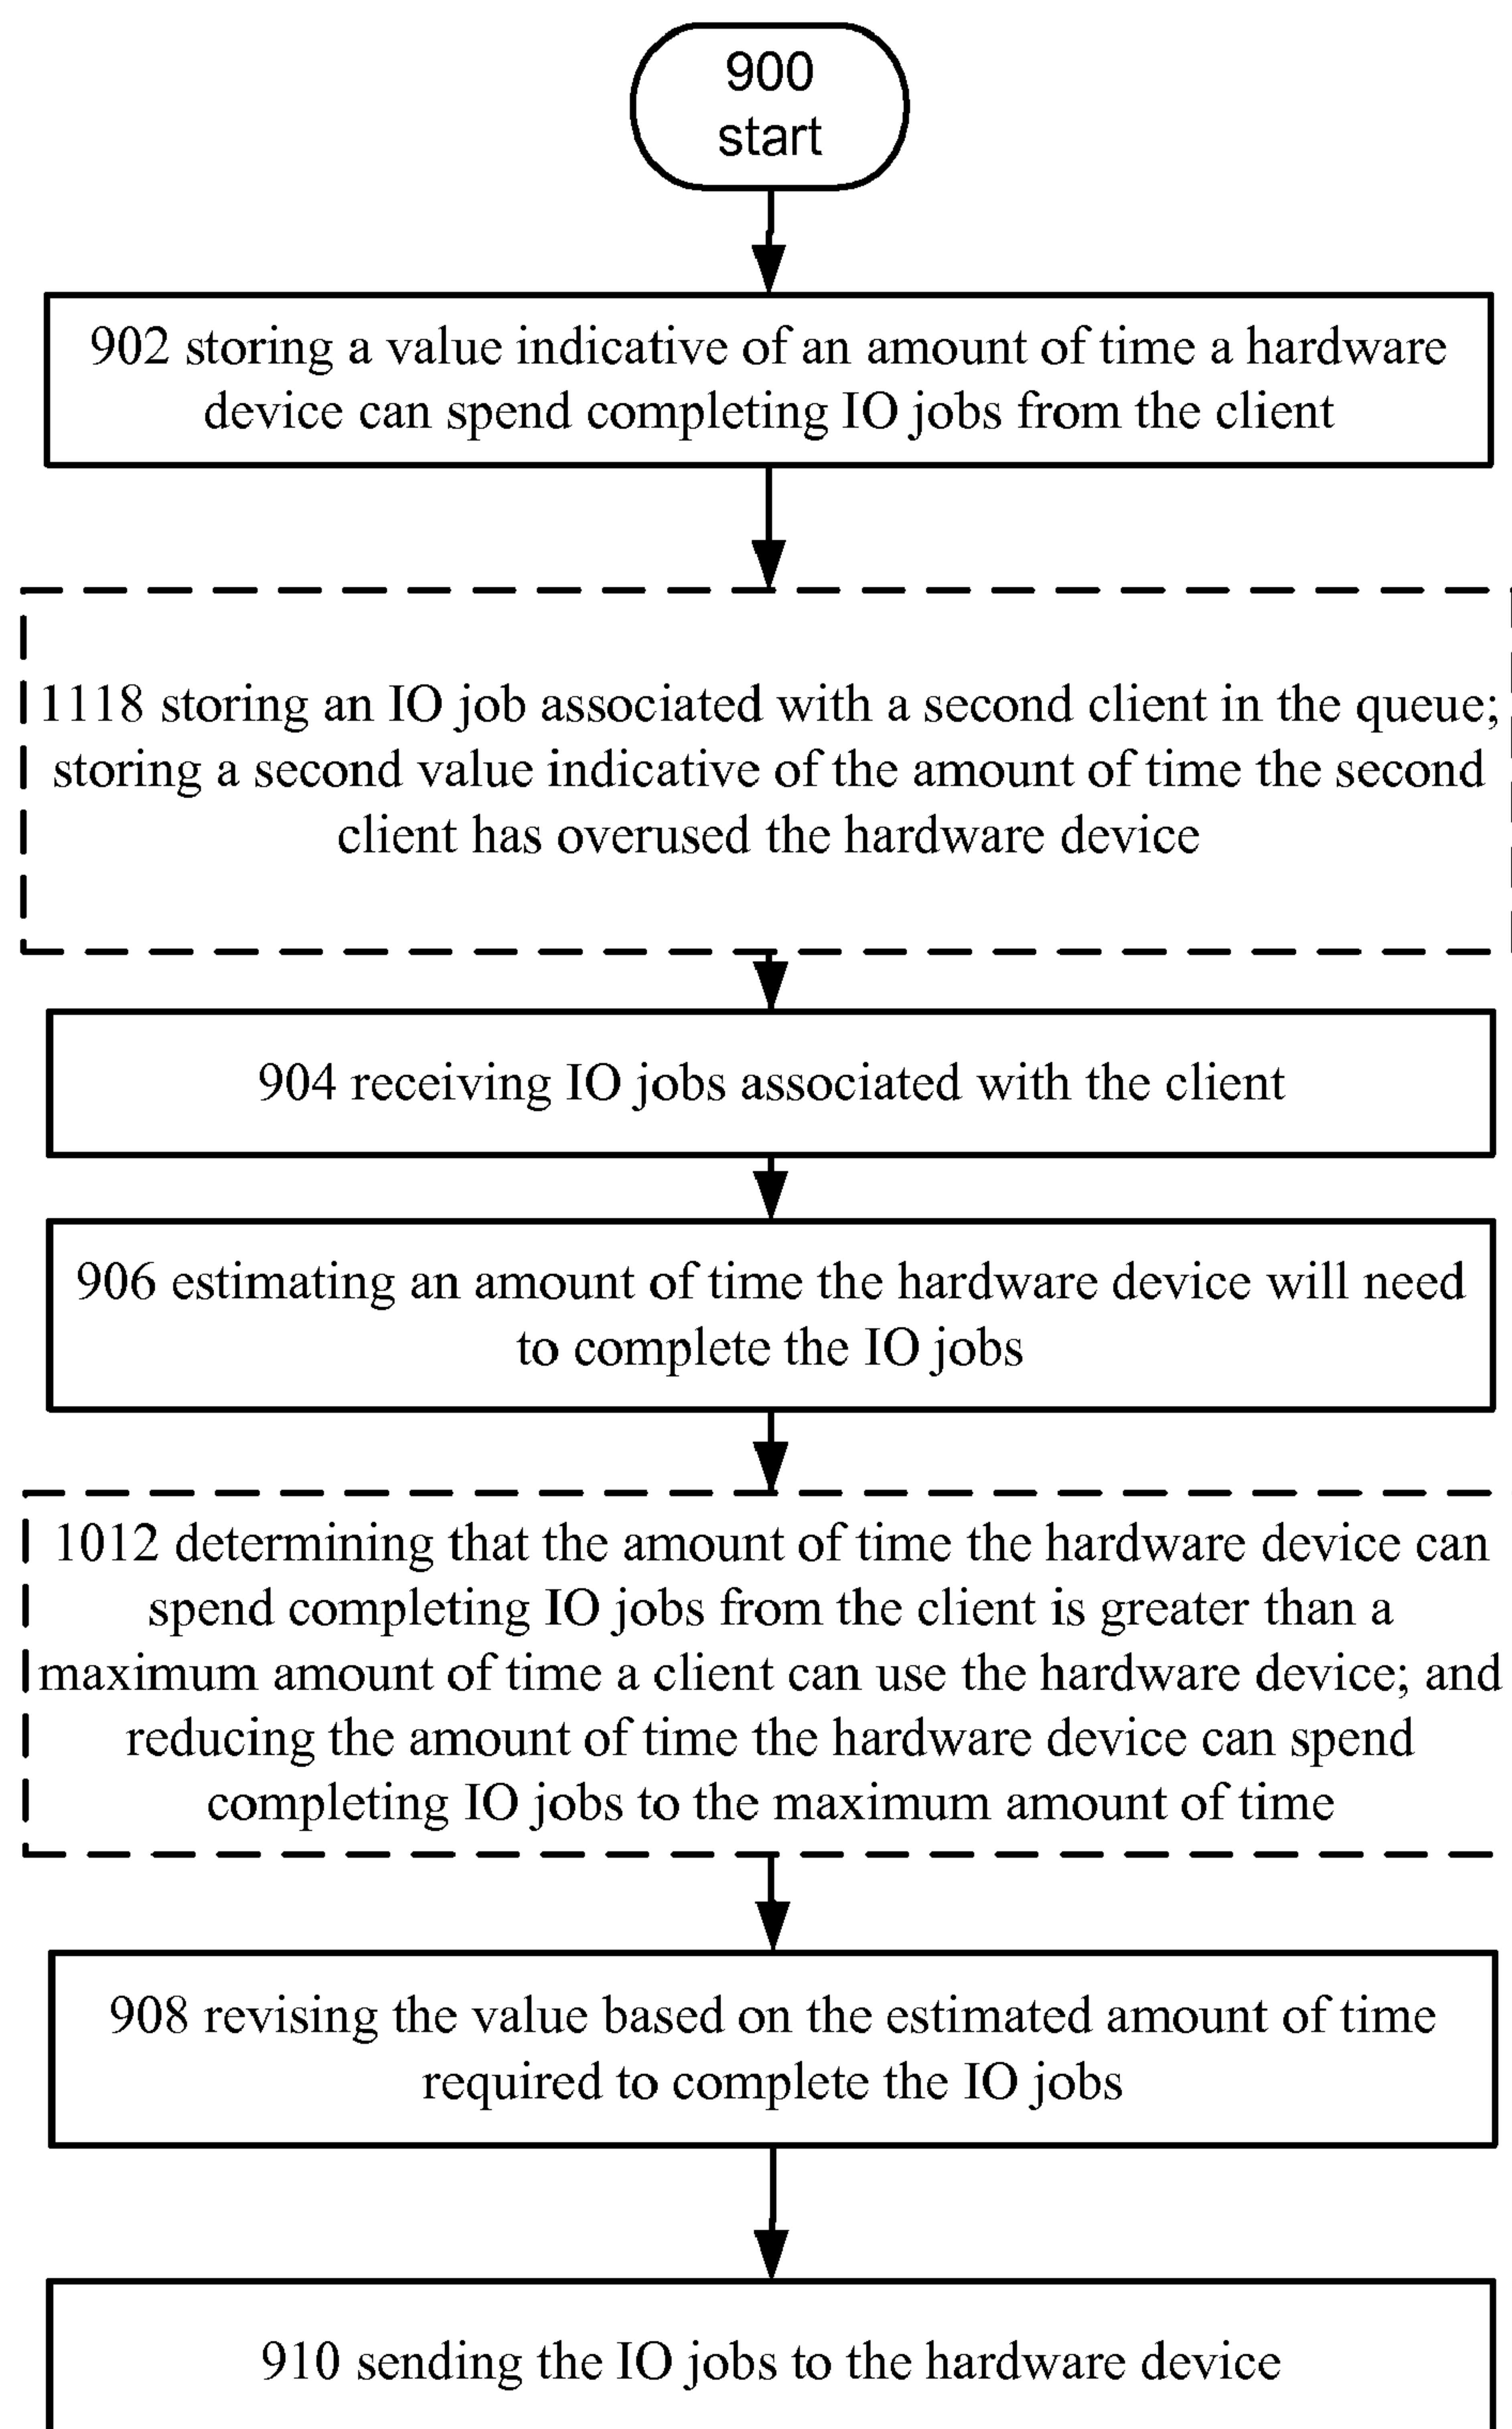 900
start
902 storing a value indicative of an amount of time a hardware
device can spend completing IO jobs from the client
1118 storing an IO job associated with a second client in the queue;
storing a second value indicative of the amount of time the second
client has overused the hardware device
904 receiving IO jobs associated with the client
906 estimating an amount of time the hardware device will need
to complete the IO jobs
1012 determining that the amount of time the hardware device can
spend completing IO jobs from the client is greater than a
maximum amount of time a client can use the hardware device; and
reducing the amount of time the hardware device can spend
completing IO jobs to the maximum amount of time
908 revising the value based on the estimated amount of time
required to complete the IO jobs
910 sending the IO jobs to the hardware device